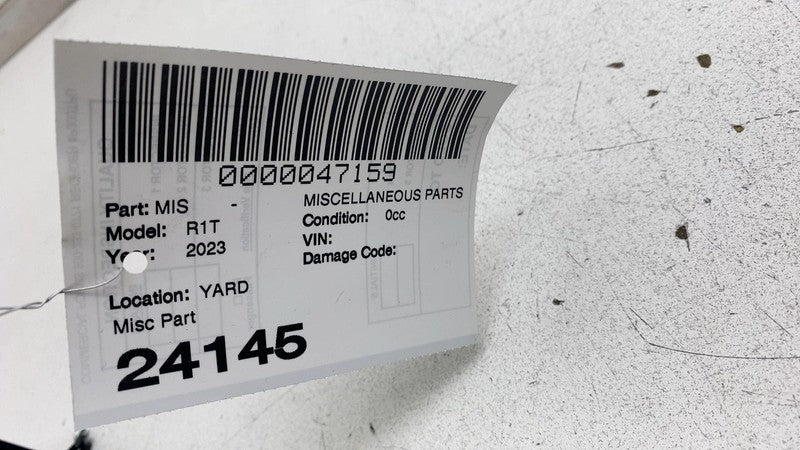 0000047159
Part: MIS -
MISCELLANEOUS PARTS
Model: R1T
Condition: 0cc
Year: 2023
VIN:
Damage Code:
Location: YARD
Misc Part
24145